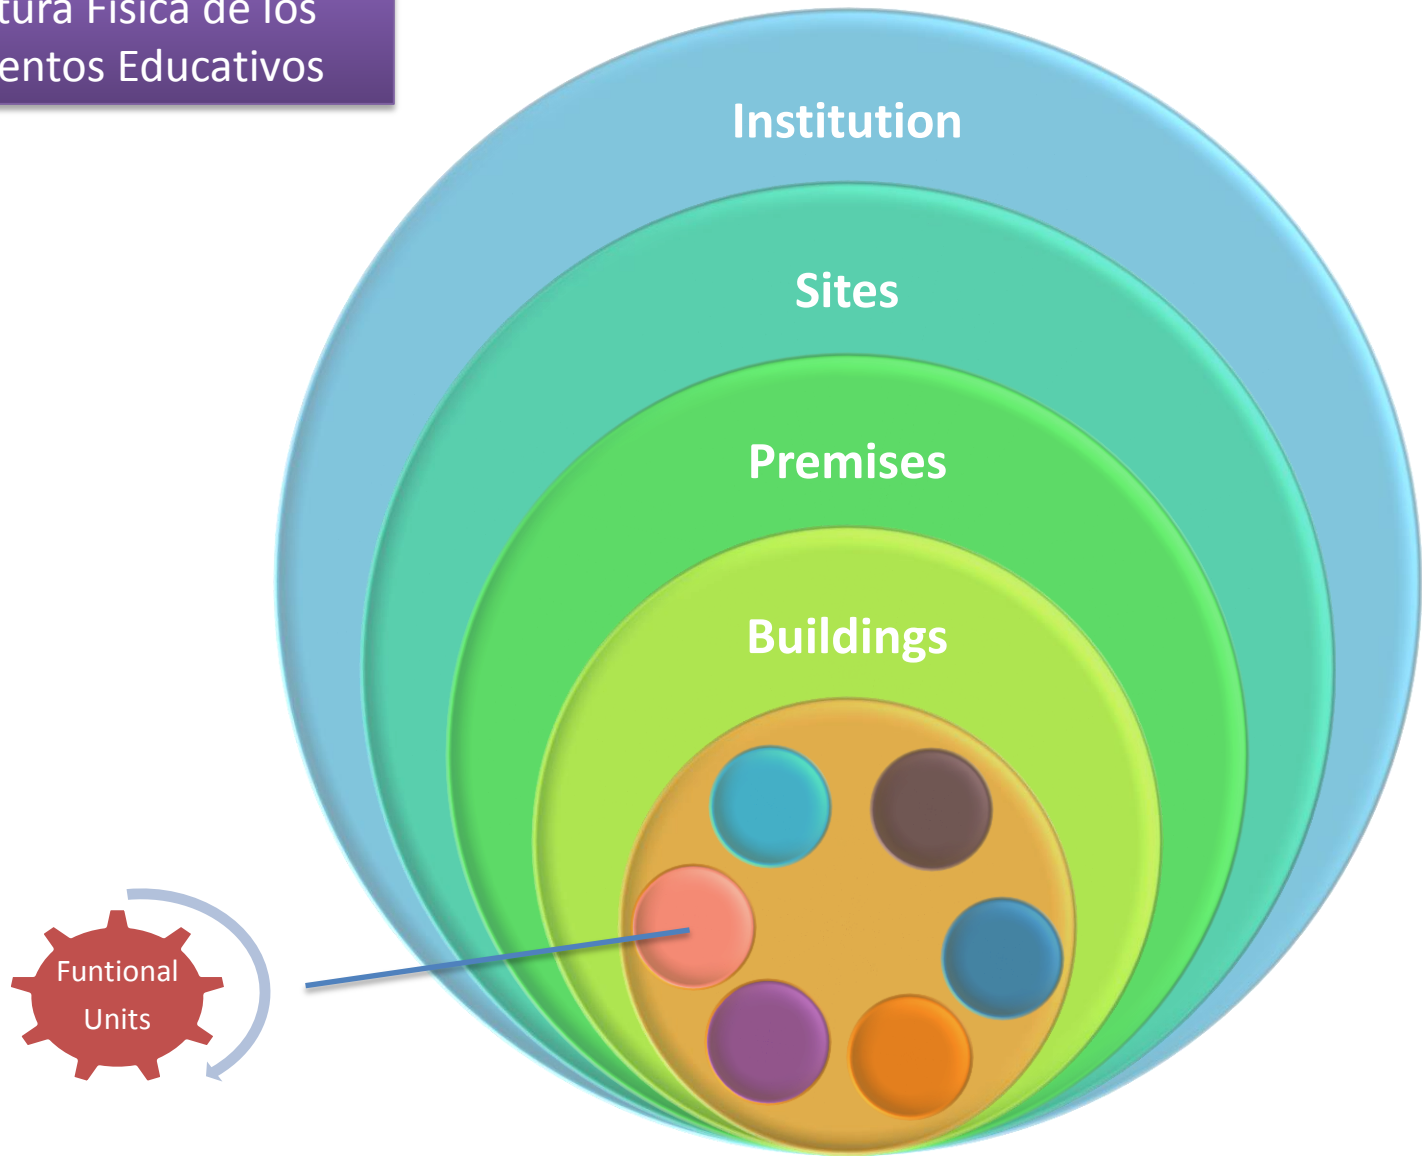 tura Física de los
entos Educativos
Institution
Sites
Premises
Buildings
Funtional
Units